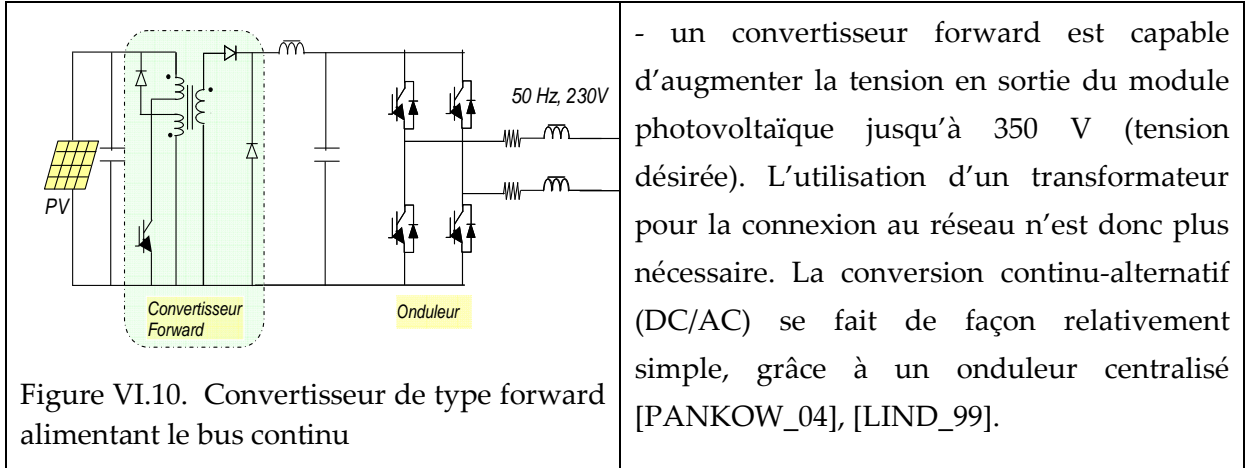 50 Hz, 230V
PV
Convertisseur
Forward
Onduleur
Figure VI.10. Convertisseur de type forward
alimentant le bus continu
- un convertisseur forward est capable
d’augmenter la tension en sortie du module
photovoltaïque jusqu’à 350 V (tension
désirée). L’utilisation d’un transformateur
pour la connexion au réseau n’est donc plus
nécessaire. La conversion continu-alternatif
(DC/AC) se fait de façon relativement
simple, grâce à un onduleur centralisé
[PANKOW_04], [LIND_99].